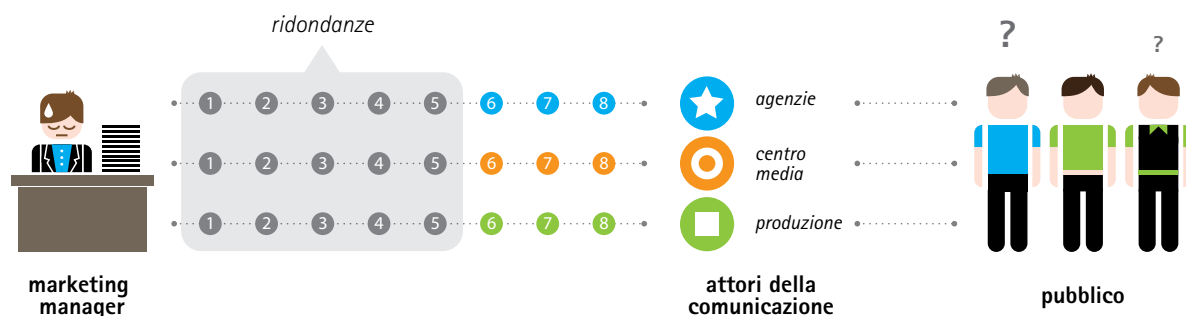 ridondanze
? ?
1 2 3 4 5 6 7 8 agenzie
1 2 3 4 5 6 7 8 centro
media
1 2 3 4 5 6 7 8 produzione
marketing
manager
attori della
comunicazione
pubblico